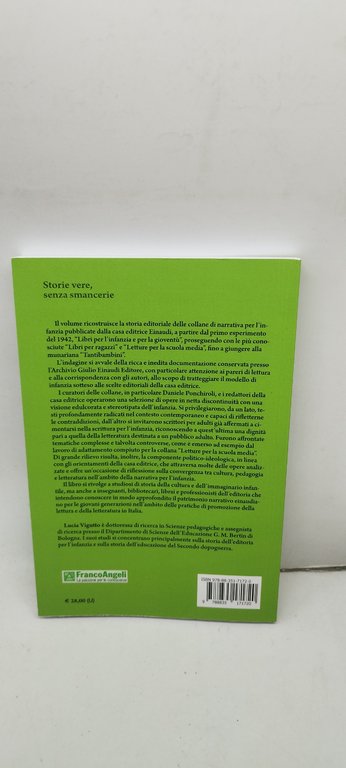 Storie vere,
senza smancerie
Il volume ricostruisce la storia editoriale delle collane di narrativa per l'in-
fanzia pubblicate dalla casa editrice Einaudi, a partire dal primo esperimento
del 1942, "Libri per l'infanzia e per la gioventù", proseguendo con le più cono-
sciute "Libri per ragazzi" e "Letture per la scuola media", fino a giungere alla
munariana "Tantibambini".
L'indagine si avvale della ricca e inedita documentazione conservata presso
l'Archivio Giulio Einaudi Editore, con particolare attenzione ai pareri di lettura
e alla corrispondenza con gli autori, allo scopo di tratteggiare il modello di
infanzia sotteso alle scelte editoriali della casa editrice.
I curatori delle collane, in particolare Daniele Ponchiroli, e i redattori della
casa editrice operarono una selezione di opere in netta discontinuità con una
visione edulcorata e stereotipata dell'infanzia. Si privilegiarono, da un lato, te-
sti profondamente radicati nel contesto contemporaneo e capaci di rifletterne
le contraddizioni, dall'altro si invitarono scrittori per adulti già affermati a ci-
mentarsi nella scrittura per l'infanzia, riconoscendo a quest'ultima una dignità
pari a quella della letteratura destinata a un pubblico adulto. Furono affrontate
tematiche complesse e talvolta controverse, come è emerso ad esempio dal
lavoro di adattamento compiuto per la collana "Letture per la scuola media".
Di grande rilievo risulta, inoltre, la componente politico-ideologica, in linea
con gli orientamenti della casa editrice, che attraversa molte delle opere analiz-
zate e offre un'occasione di riflessione sulla convergenza tra cultura, pedagogia
e letteratura nell'ambito della narrativa per l'infanzia.
Il libro si rivolge a studiosi di storia della cultura e dell'immaginario infan-
tile, ma anche a insegnanti, bibliotecari, librai e professionisti dell'editoria che
intendono conoscere in modo approfondito il patrimonio narrativo einaudia-
no per le giovani generazioni nell'ambito delle pratiche di promozione della
lettura e della letteratura in Italia.
Lucia Vigutto è dottoressa di ricerca in Scienze pedagogiche e assegnista
di ricerca presso il Dipartimento di Scienze dell'Educazione G. M. Bertin di
Bologna. I suoi studi si concentrano principalmente sulla storia dell'editoria
per l'infanzia e sulla storia dell'educazione del Secondo dopoguerra.
FrancoAngeli
La passione per le conoscenze
€ 28,00 (U)
ISBN 978-88-351-7170-0
9 788835 171700